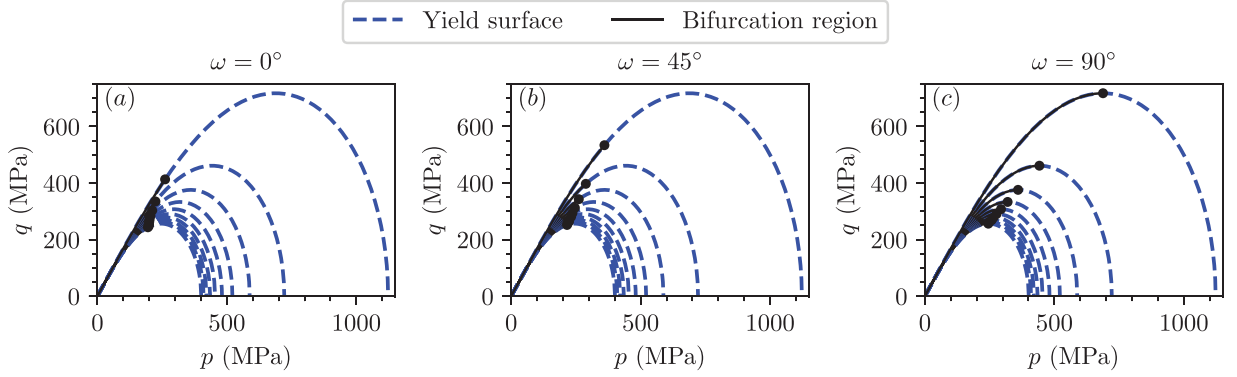 Yield surface Bifurcation region
ω = 0° ω = 45° ω = 90°
(a) (b) (c)
600 600 600
400 400 400
200 200 200
0 0 0
q (MPa) q (MPa) q (MPa)
0 500 1000 0 500 1000 0 500 1000
p (MPa) p (MPa) p (MPa)